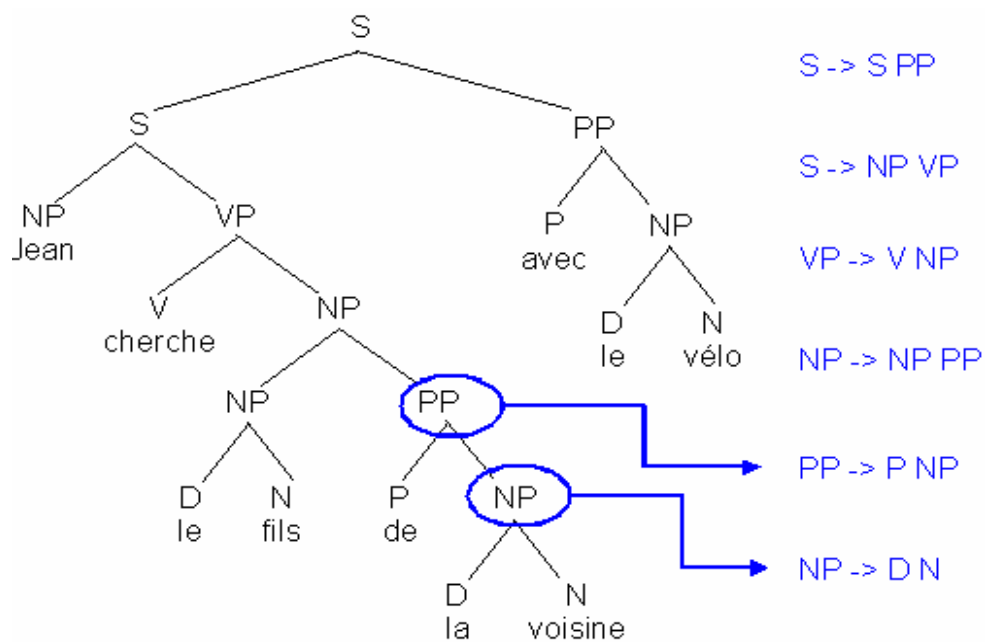 S
S -> S PP
S PP
S -> NP VP
NP VP P NP
Jean avec
VP -> V NP
V NP D N
cherche le vélo
NP -> NP PP
NP PP
PP -> P NP
D N P NP
le fils de
NP -> D N
D N
la voisine